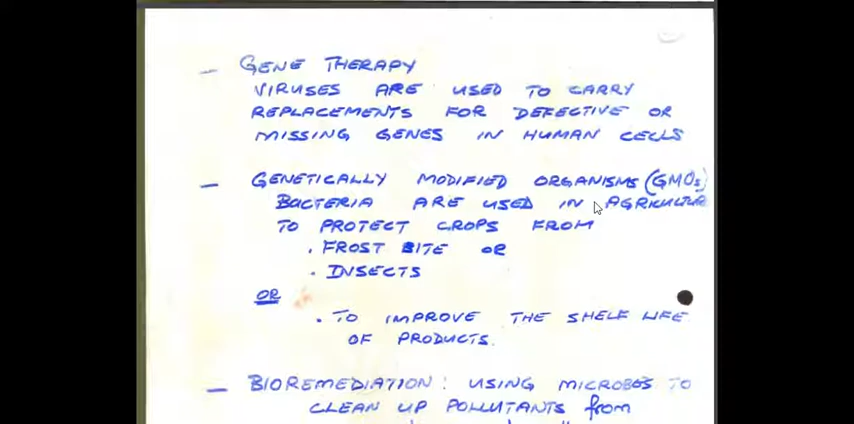 - GENE THERAPY
VIRUSES ARE USED TO CARRY
REPLACEMENTS FOR DEFECTIVE OR
MISSING GENES IN HUMAN CELLS
- GENETICALLY MODIFIED ORGANISMS (GMOs)
BACTERIA ARE USED IN AGRICULTUR
TO PROTECT CROPS FROM
. FROST BITE OR
. INSECTS
OR
. TO IMPROVE THE SHELF LIFE
OF PRODUCTS.
- BIOREMEDIATION: USING MICROBES TO
CLEAN UP POLLUTANTS from